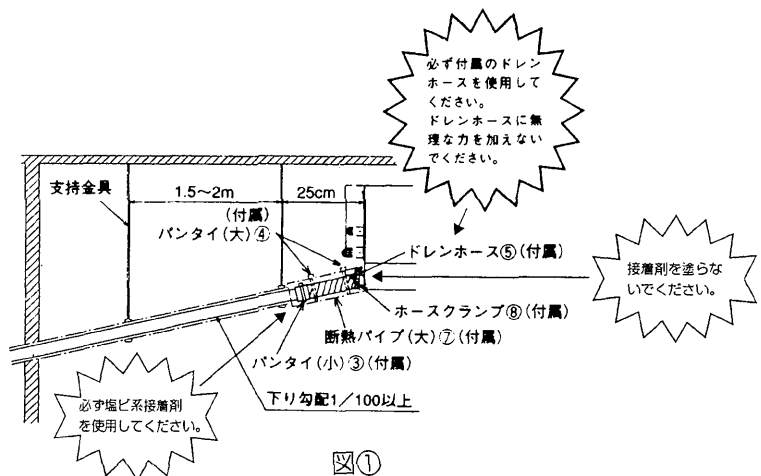 必ず付属のドレン
ホースを使用して
ください。
ドレンホースに無
理な力を加えない
でください。
支持金具
1.5〜2m
25cm
(付属)
バンタイ(大)④
ドレンホース⑤(付属)
接着剤を塗らな
いでください。
ホースクランプ⑧(付属)
断熱パイプ(大)⑦(付属)
バンタイ(小)③(付属)
必ず塩ビ系接着剤
を使用してください。
下り勾配1/100以上
図①